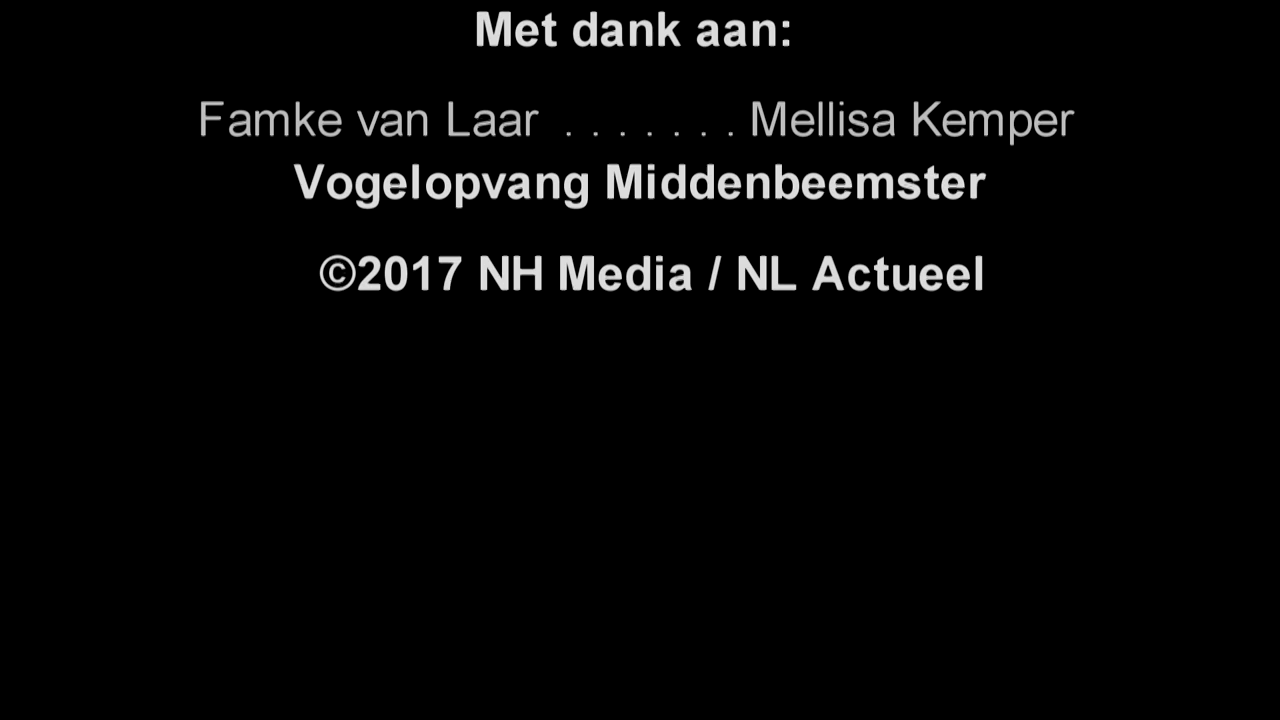 Met dank aan:
Famke van Laar . . . . . . . Mellisa Kemper
Vogelopvang Middenbeemster
©2017 NH Media / NL Actueel